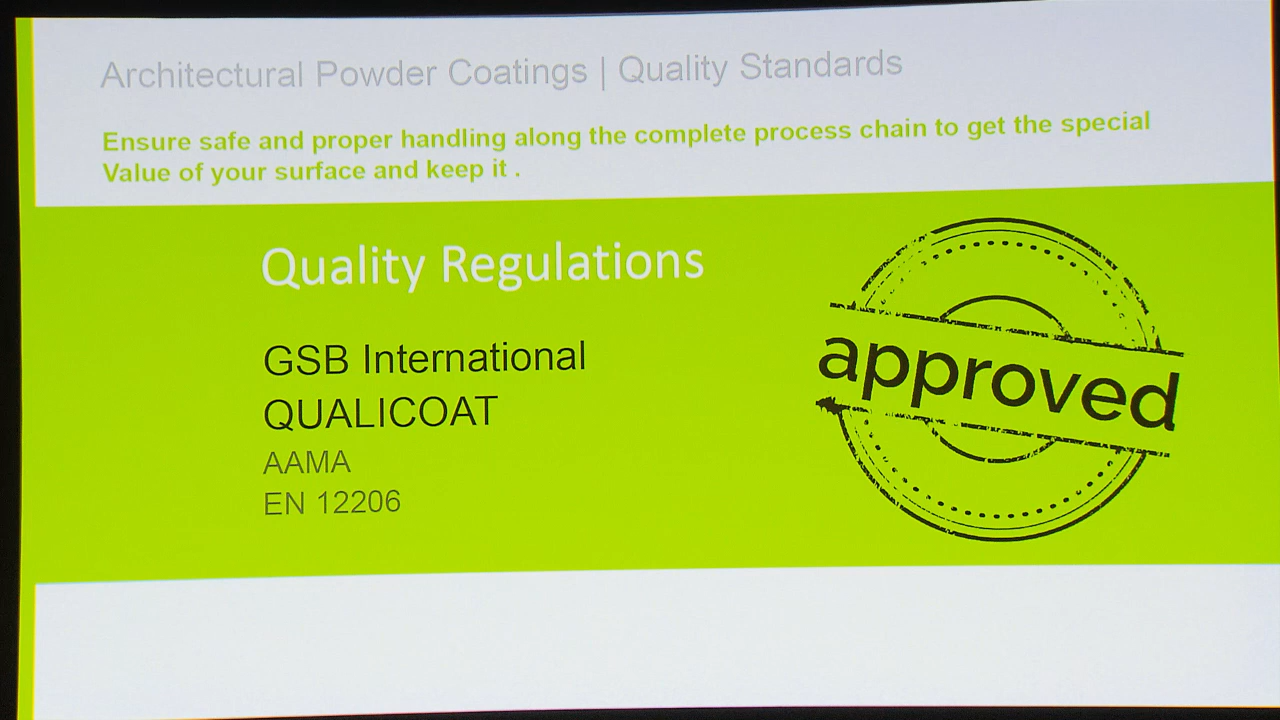 Architectural Powder Coatings | Quality Standards
Ensure safe and proper handling along the complete process chain to get the special
Value of your surface and keep it .
Quality Regulations
GSB International
QUALICOAT
AAMA
EN 12206
approved